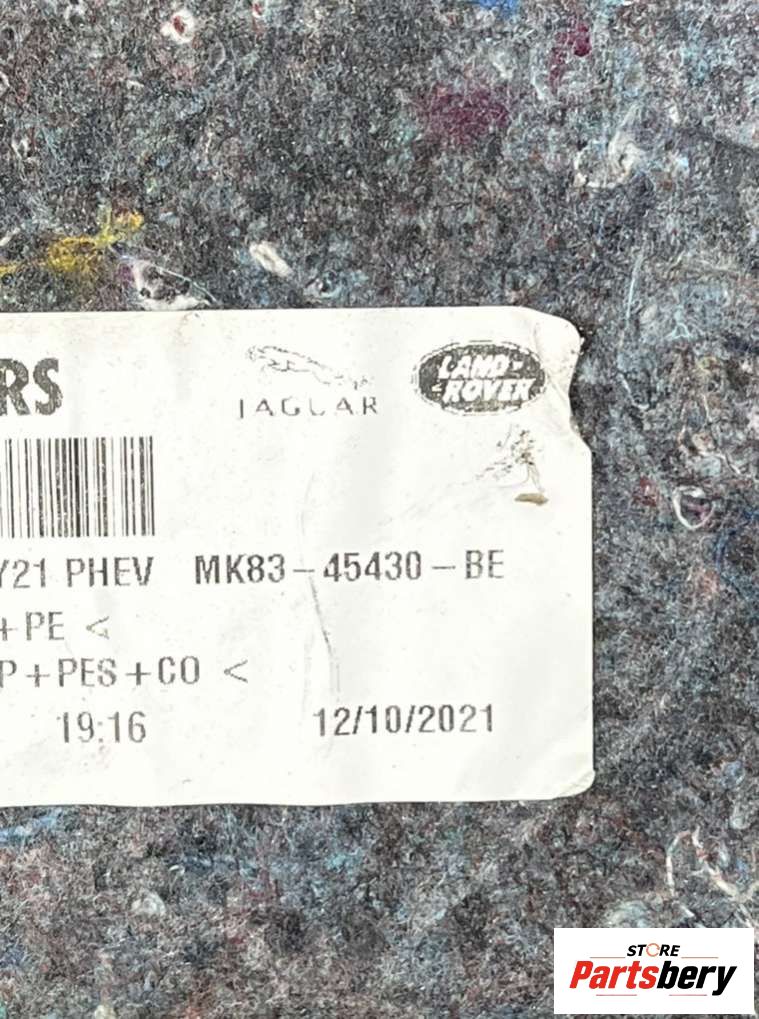 RS
JAGUAR
LAND-
ROVER
Y21 PHEV MK83-45430-BE
+PE <
P+PES+CO <
19:16 12/10/2021
STORE
Partsbery